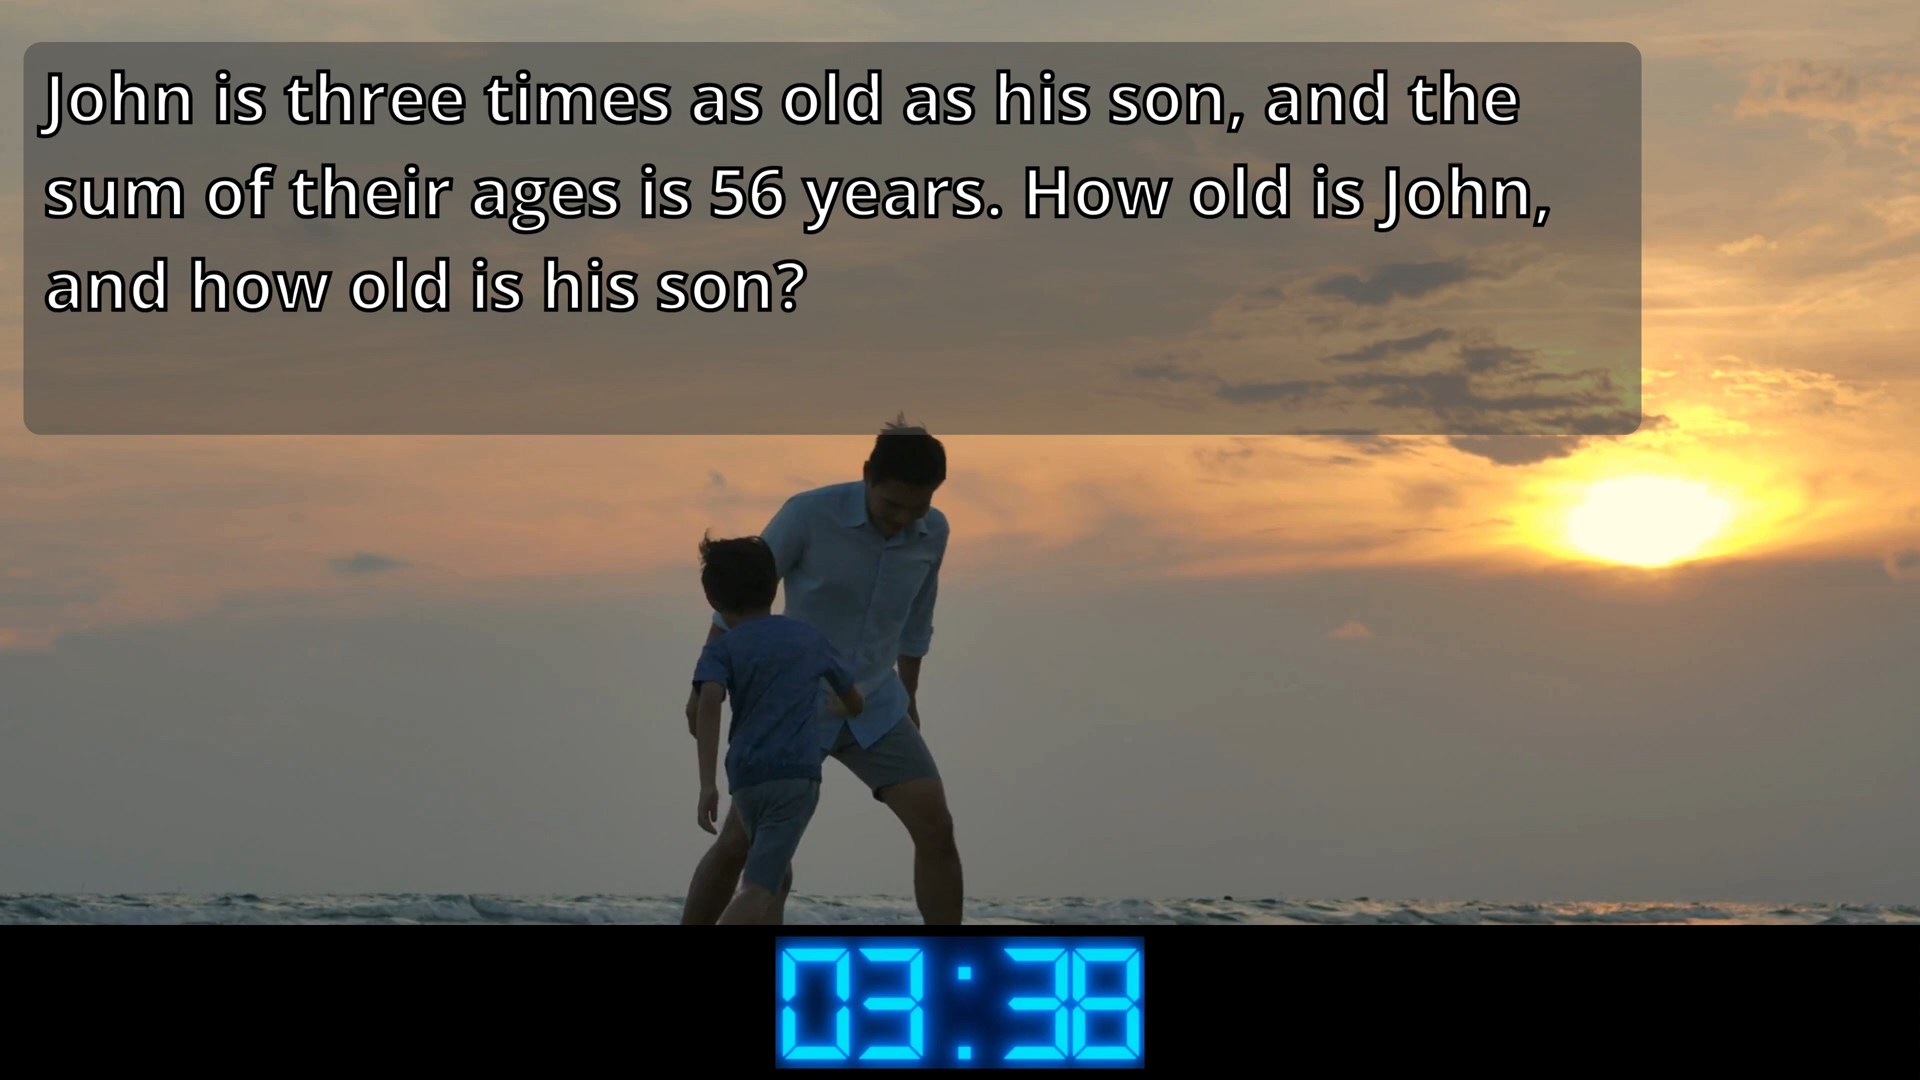 John is three times as old as his son, and the
sum of their ages is 56 years. How old is John,
and how old is his son?
03:38